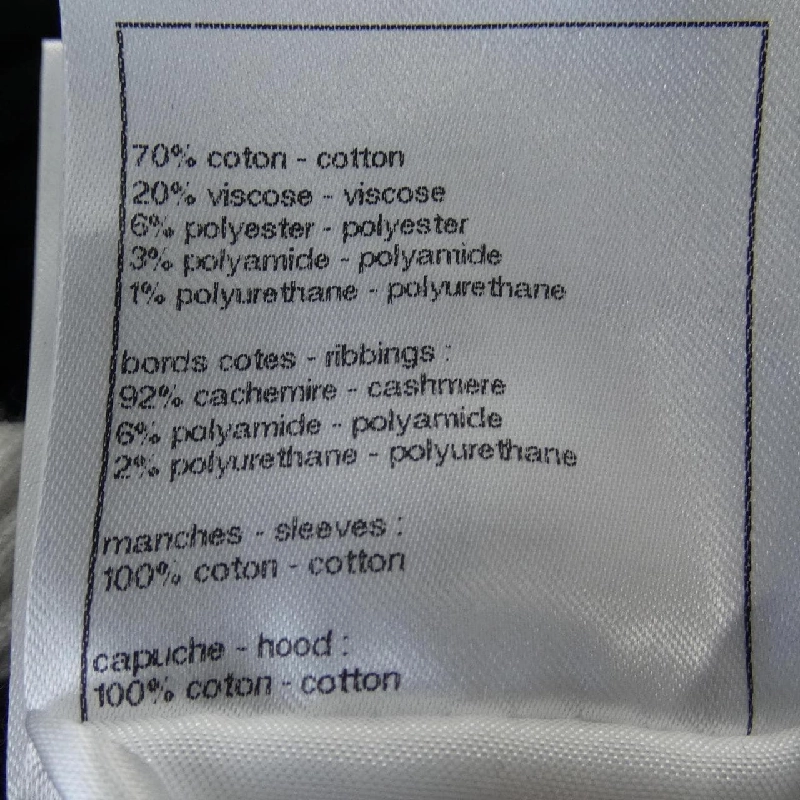 70% coton - cotton
20% viscose - viscose
6% polyester - polyester
3% polyamide - polyamide
1% polyurethane - polyurethane
bords cotes - ribbings :
92% cachemire - cashmere
6% polyamide - polyamide
2% polyurethane - polyurethane
manches - sleeves :
100% coton - cotton
capuche - hood :
100% coton - cotton